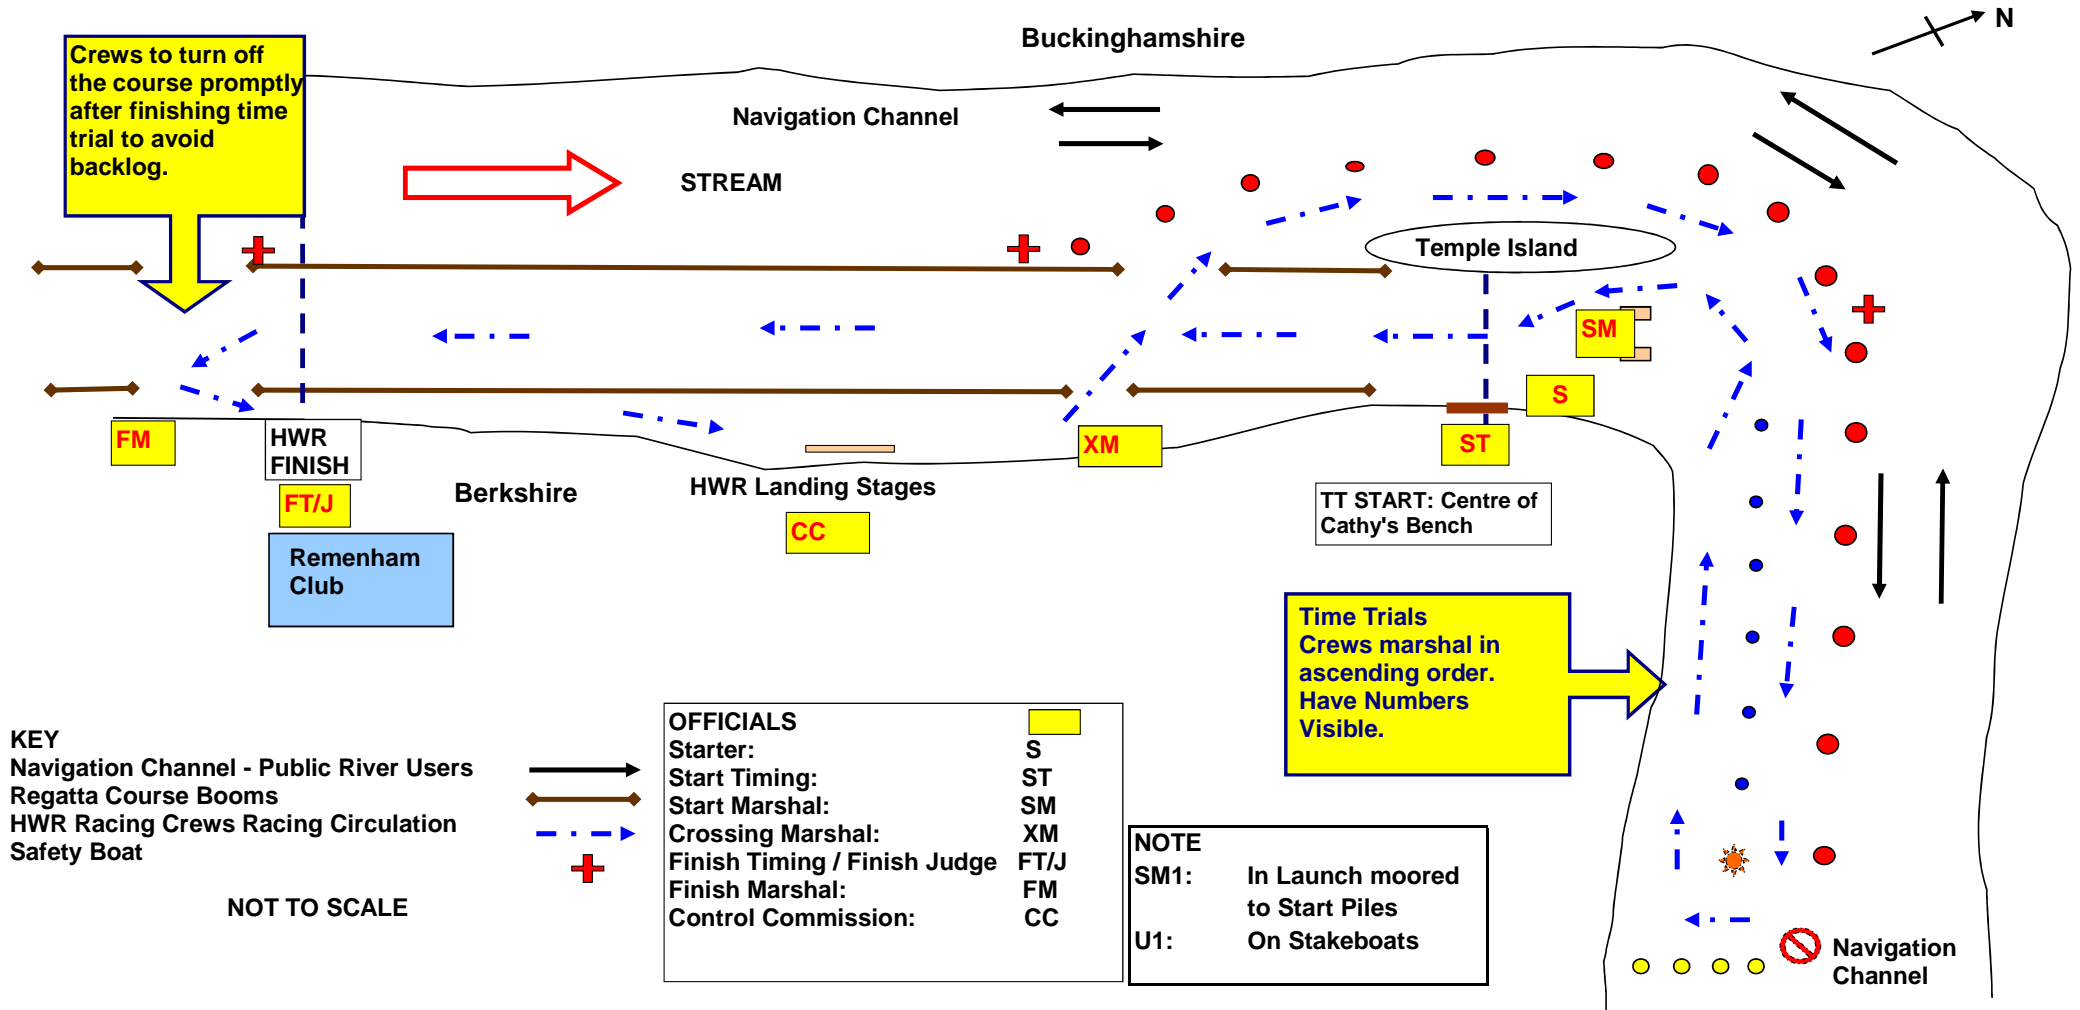 Buckinghamshire
N
Crews to turn off
the course promptly
after finishing time
trial to avoid
backlog.
Navigation Channel
STREAM
Temple Island
SM
S
FM
HWR
FINISH
XM
ST
FT/J
Berkshire
HWR Landing Stages
CC
TT START: Centre of
Cathy's Bench
Remenham
Club
Time Trials
Crews marshal in
ascending order.
Have Numbers
Visible.
KEY
Navigation Channel - Public River Users
Regatta Course Booms
HWR Racing Crews Racing Circulation
Safety Boat
NOT TO SCALE
OFFICIALS
Starter: S
Start Timing: ST
Start Marshal: SM
Crossing Marshal: XM
Finish Timing / Finish Judge FT/J
Finish Marshal: FM
Control Commission: CC
NOTE
SM1: In Launch moored
to Start Piles
U1: On Stakeboats
Navigation
Channel